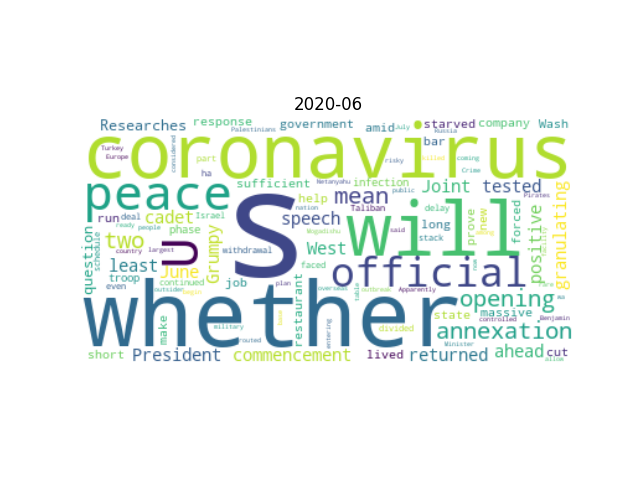 2020-06
Researches response government amid July starved company Wash
Palestinians Russia
coronavirus
bar
Turkey Europe part considered risky killed coming Crime
ha sufficient Netanyahu infection Joint tested
peace s help mean public Pirates
nation Taliban will
run deal cadet Israel speech long prove new forced positive granulating
ready people Mogadishu said stack
two u Grumpy West delay
question schedule country largest phase withdrawal
least June faced official
troop continued job plan overseas outbreak table Apparently rare
even outsider begin restaurant opening
whether state massive
make military divided controlled Benjamin
annexation
routed entering Minister
short President commencement lived returned ahead cut allow